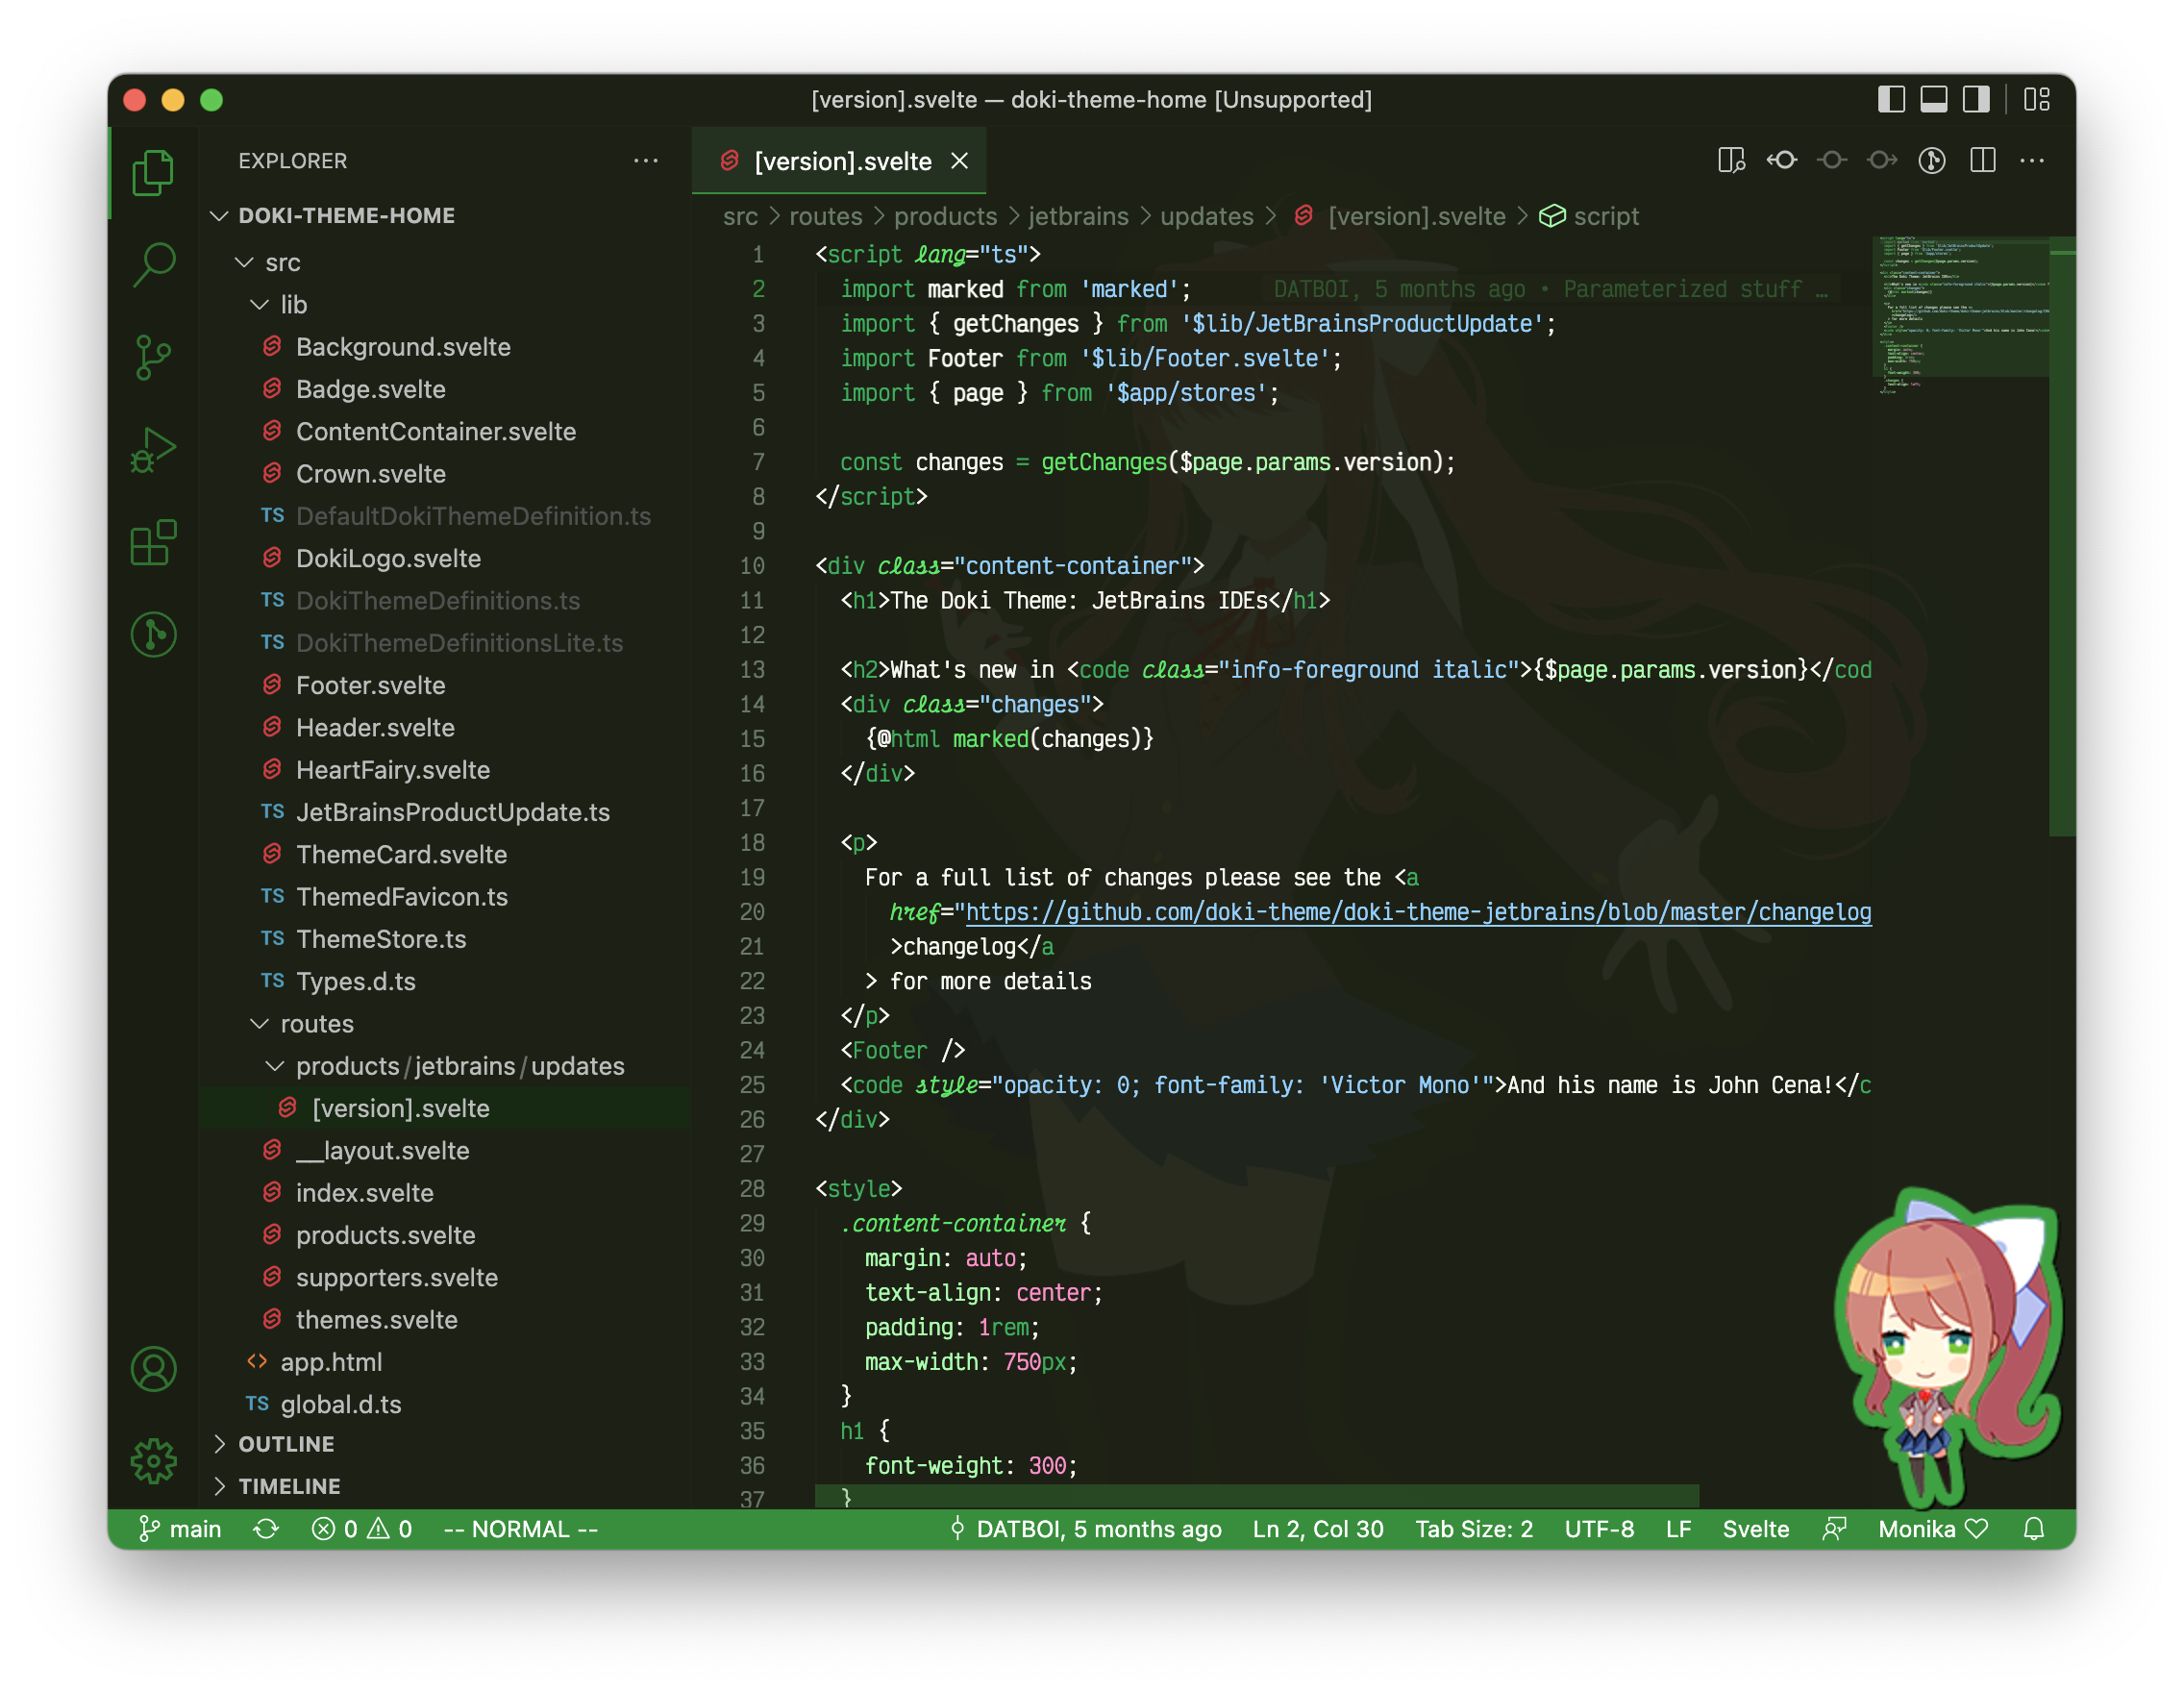 [version].svelte — doki-theme-home [Unsupported]
EXPLORER
DOKI-THEME-HOME
src
lib
Background.svelte
Badge.svelte
ContentContainer.svelte
Crown.svelte
TS DefaultDokiThemeDefinition.ts
DokiLogo.svelte
TS DokiThemeDefinitions.ts
TS DokiThemeDefinitionsLite.ts
Footer.svelte
Header.svelte
HeartFairy.svelte
TS JetBrainsProductUpdate.ts
ThemeCard.svelte
TS ThemedFavicon.ts
TS ThemeStore.ts
TS Types.d.ts
routes
products/jetbrains/updates
[version].svelte
__layout.svelte
index.svelte
products.svelte
supporters.svelte
themes.svelte
<> app.html
TS global.d.ts
OUTLINE
TIMELINE
[version].svelte
src > routes > products > jetbrains > updates > [version].svelte > script
1 <script lang="ts">
2 import marked from 'marked'; DATBOI, 5 months ago • Parameterized stuff …
3 import { getChanges } from '$lib/JetBrainsProductUpdate';
4 import Footer from '$lib/Footer.svelte';
5 import { page } from '$app/stores';
6
7 const changes = getChanges($page.params.version);
8 </script>
9
10 <div class="content-container">
11 <h1>The Doki Theme: JetBrains IDEs</h1>
12
13 <h2>What's new in <code class="info-foreground italic">{$page.params.version}</cod
14 <div class="changes">
15 {@html marked(changes)}
16 </div>
17
18 <p>
19 For a full list of changes please see the <a
20 href="https://github.com/doki-theme/doki-theme-jetbrains/blob/master/changelog
21 >changelog</a
22 > for more details
23 </p>
24 <Footer />
25 <code style="opacity: 0; font-family: 'Victor Mono'">And his name is John Cena!</c
26 </div>
27
28 <style>
29 .content-container {
30 margin: auto;
31 text-align: center;
32 padding: 1rem;
33 max-width: 750px;
34 }
35 h1 {
36 font-weight: 300;
37 }
main 0 0 -- NORMAL -- DATBOI, 5 months ago Ln 2, Col 30 Tab Size: 2 UTF-8 LF Svelte Monika ♡